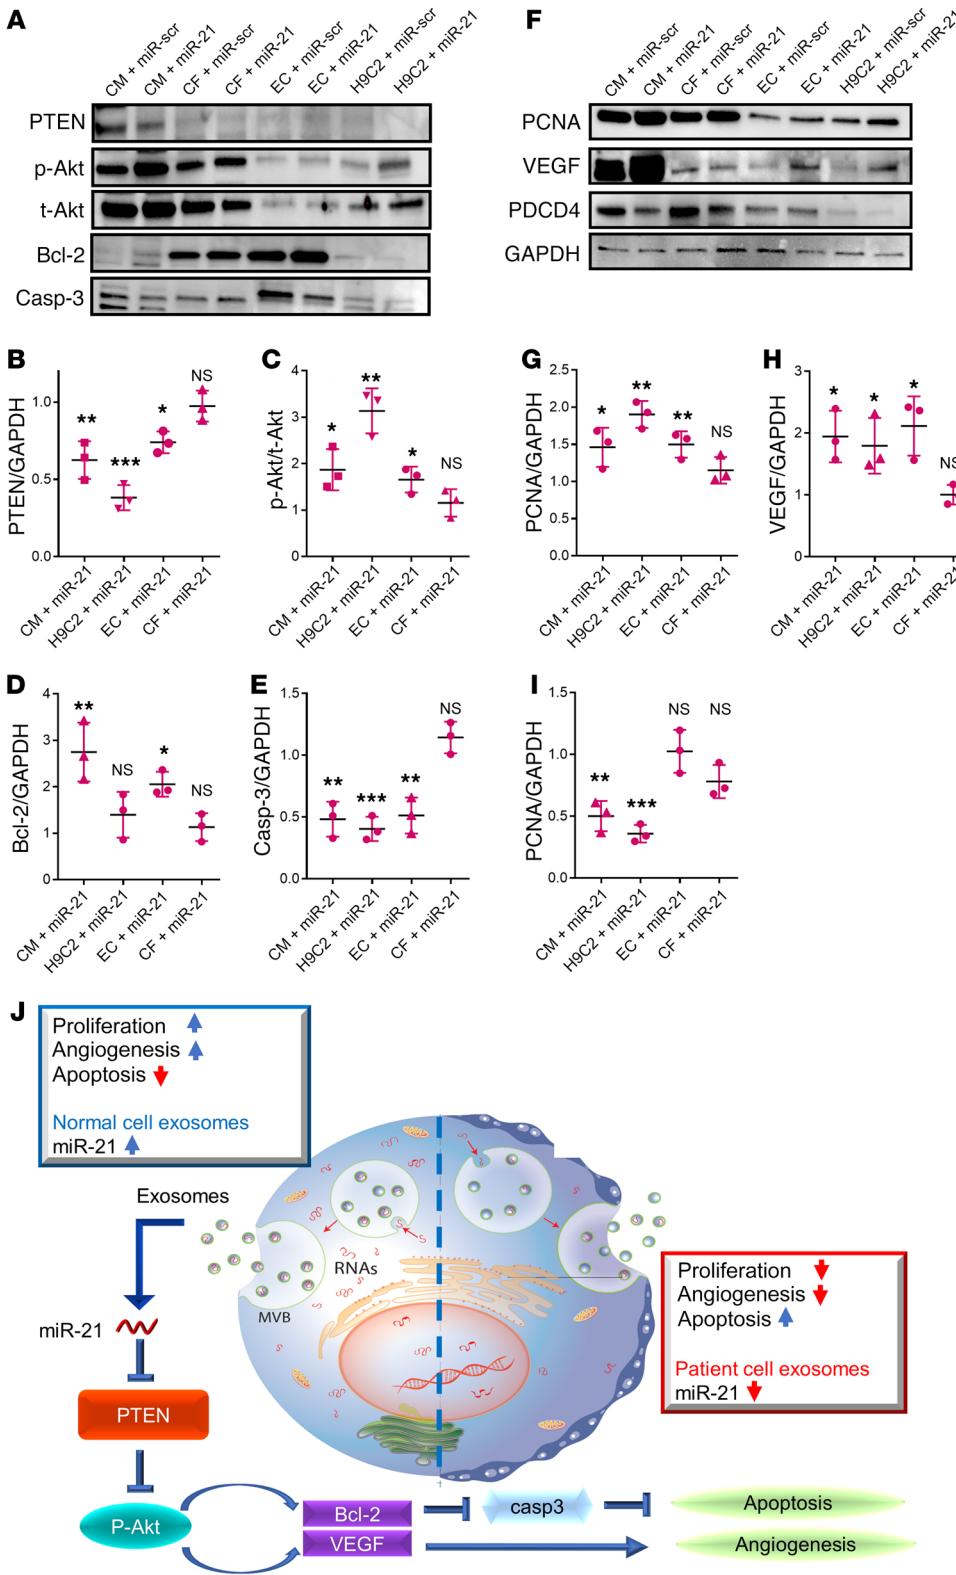 A
CM + miR-scr
CM + miR-21
CF + miR-scr
CF + miR-21
EC + miR-scr
EC + miR-21
H9C2 + miR-scr
H9C2 + miR-21
PTEN
p-Akt
t-Akt
Bcl-2
Casp-3
F
CM + miR-scr
CM + miR-21
CF + miR-scr
CF + miR-21
EC + miR-scr
EC + miR-21
H9C2 + miR-scr
H9C2 + miR-21
PCNA
VEGF
PDCD4
GAPDH
B
PTEN/GAPDH
1.0
0.5
0.0
**
***
*
NS
CM + miR-21
H9C2 + miR-21
EC + miR-21
CF + miR-21
C
p-Akt/t-Akt
4
3
2
1
0
*
**
*
NS
CM + miR-21
H9C2 + miR-21
EC + miR-21
CF + miR-21
G
PCNA/GAPDH
2.5
2.0
1.5
1.0
0.5
0.0
*
**
**
NS
CM + miR-21
H9C2 + miR-21
EC + miR-21
CF + miR-21
H
VEGF/GAPDH
3
2
1
0
*
*
*
NS
CM + miR-21
H9C2 + miR-21
EC + miR-21
D
Bcl-2/GAPDH
4
3
2
1
0
**
NS
*
NS
CM + miR-21
H9C2 + miR-21
EC + miR-21
CF + miR-21
E
Casp-3/GAPDH
1.5
1.0
0.5
0.0
**
***
**
NS
CM + miR-21
H9C2 + miR-21
EC + miR-21
CF + miR-21
I
PCNA/GAPDH
1.5
1.0
0.5
0.0
**
***
NS
NS
CM + miR-21
H9C2 + miR-21
EC + miR-21
CF + miR-21
J
Proliferation
Angiogenesis
Apoptosis
Normal cell exosomes
miR-21
Exosomes
RNAs
MVB
miR-21
PTEN
P-Akt
Bcl-2
VEGF
casp3
Apoptosis
Angiogenesis
Proliferation
Angiogenesis
Apoptosis
Patient cell exosomes
miR-21